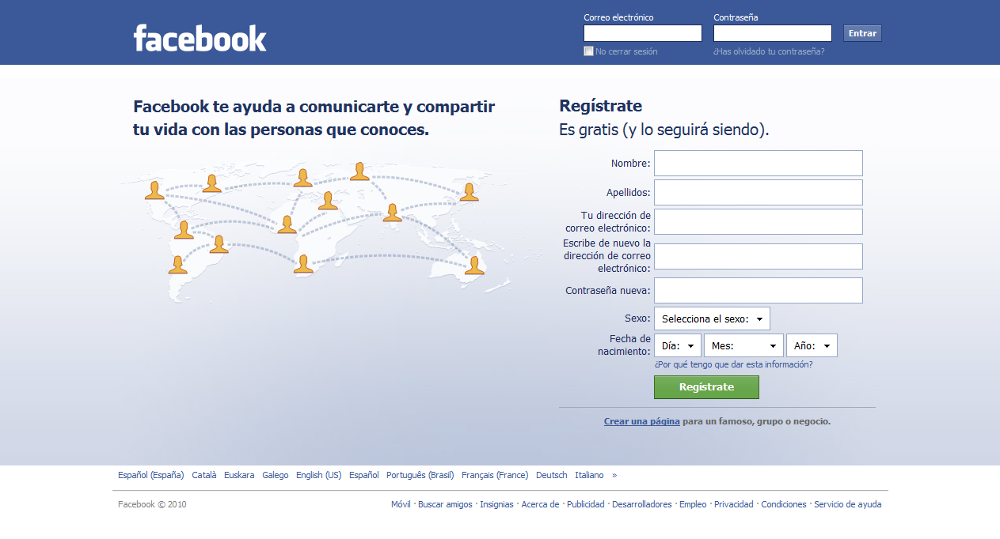 facebook
Correo electrónico
Contraseña
Entrar
No cerrar sesión
¿Has olvidado tu contraseña?
Facebook te ayuda a comunicarte y compartir
tu vida con las personas que conoces.
Regístrate
Es gratis (y lo seguirá siendo).
Nombre:
Apellidos:
Tu dirección de
correo electrónico:
Escribe de nuevo la
dirección de correo
electrónico:
Contraseña nueva:
Sexo: Selecciona el sexo:
Fecha de
nacimiento:
Día: Mes: Año:
¿Por qué tengo que dar esta información?
Regístrate
Crear una página para un famoso, grupo o negocio.
Español (España) Català Euskara Galego English (US) Español Português (Brasil) Français (France) Deutsch Italiano »
Facebook © 2010
Móvil · Buscar amigos · Insignias · Acerca de · Publicidad · Desarrolladores · Empleo · Privacidad · Condiciones · Servicio de ayuda